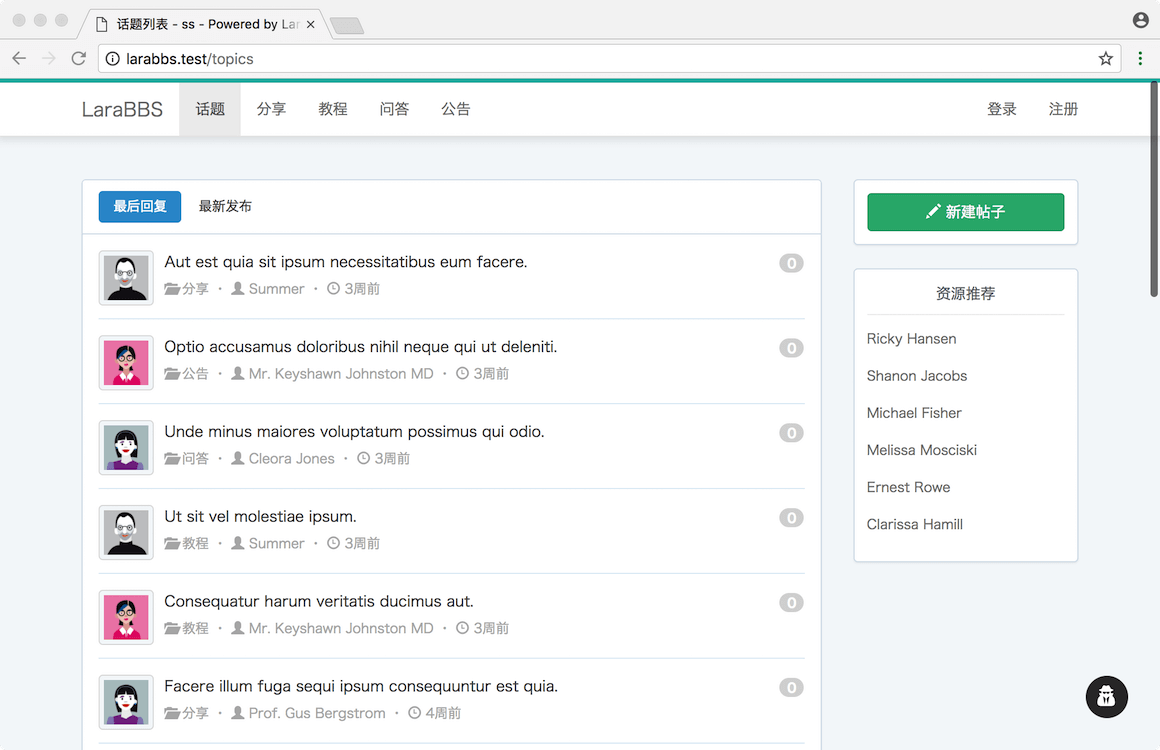 话题列表 - ss - Powered by Lar
larabbs.test/topics
LaraBBS 话题 分享 教程 问答 公告 登录 注册
最后回复 最新发布
新建帖子
Aut est quia sit ipsum necessitatibus eum facere. 0
分享 · Summer · 3周前
Optio accusamus doloribus nihil neque qui ut deleniti. 0
公告 · Mr. Keyshawn Johnston MD · 3周前
Unde minus maiores voluptatum possimus qui odio. 0
问答 · Cleora Jones · 3周前
Ut sit vel molestiae ipsum. 0
教程 · Summer · 3周前
Consequatur harum veritatis ducimus aut. 0
教程 · Mr. Keyshawn Johnston MD · 3周前
Facere illum fuga sequi ipsum consequuntur est quia. 0
分享 · Prof. Gus Bergstrom · 4周前
资源推荐
Ricky Hansen
Shanon Jacobs
Michael Fisher
Melissa Mosciski
Ernest Rowe
Clarissa Hamill